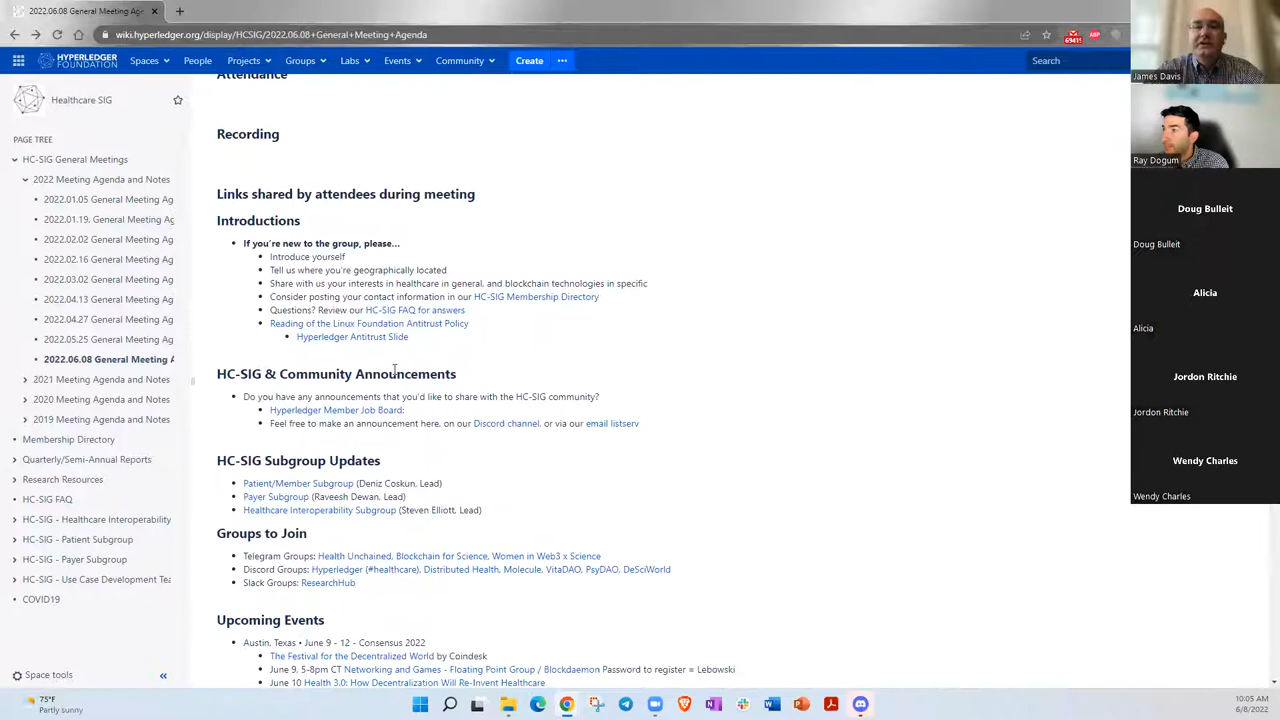 2022.06.08 General Meeting Agenda
wiki.hyperledger.org/display/HCSIG/2022.06.08+General+Meeting+Agenda
69415
ABP
HYPERLEDGER FOUNDATION
Spaces People Projects Groups Labs Events Community Create ••• Search
Healthcare SIG
PAGE TREE
HC-SIG General Meetings
2022 Meeting Agenda and Notes
2022.01.05 General Meeting Ag
2022.01.19. General Meeting Ag
2022.02.02 General Meeting Ag
2022.02.16 General Meeting Ag
2022.03.02 General Meeting Ag
2022.04.13 General Meeting Ag
2022.04.27 General Meeting Ag
2022.05.25 General Meeting Ag
2022.06.08 General Meeting A
2021 Meeting Agenda and Notes
2020 Meeting Agenda and Notes
2019 Meeting Agenda and Notes
Membership Directory
Quarterly/Semi-Annual Reports
Research Resources
HC-SIG FAQ
HC-SIG - Healthcare Interoperability
HC-SIG - Patient Subgroup
HC-SIG - Payer Subgroup
HC-SIG - Use Case Development Tea
COVID19
Space tools
Attendance
Recording
Links shared by attendees during meeting
Introductions
If you're new to the group, please...
Introduce yourself
Tell us where you're geographically located
Share with us your interests in healthcare in general, and blockchain technologies in specific
Consider posting your contact information in our HC-SIG Membership Directory
Questions? Review our HC-SIG FAQ for answers
Reading of the Linux Foundation Antitrust Policy
Hyperledger Antitrust Slide
HC-SIG & Community Announcements
Do you have any announcements that you'd like to share with the HC-SIG community?
Hyperledger Member Job Board:
Feel free to make an announcement here, on our Discord channel, or via our email listserv
HC-SIG Subgroup Updates
Patient/Member Subgroup (Deniz Coskun, Lead)
Payer Subgroup (Raveesh Dewan, Lead)
Healthcare Interoperability Subgroup (Steven Elliott, Lead)
Groups to Join
Telegram Groups: Health Unchained, Blockchain for Science, Women in Web3 x Science
Discord Groups: Hyperledger (#healthcare), Distributed Health, Molecule, VitaDAO, PsyDAO, DeSciWorld
Slack Groups: ResearchHub
Upcoming Events
Austin, Texas • June 9 - 12 - Consensus 2022
The Festival for the Decentralized World by Coindesk
June 9, 5-8pm CT Networking and Games - Floating Point Group / Blockdaemon Password to register = Lebowski
June 10 Health 3.0: How Decentralization Will Re-Invent Healthcare
James Davis
Ray Dogum
Doug Bulleit
Doug Bulleit
Alicia
Alicia
Jordon Ritchie
Jordon Ritchie
Wendy Charles
Wendy Charles
75°F
Partly sunny
10:05 AM
6/8/2022